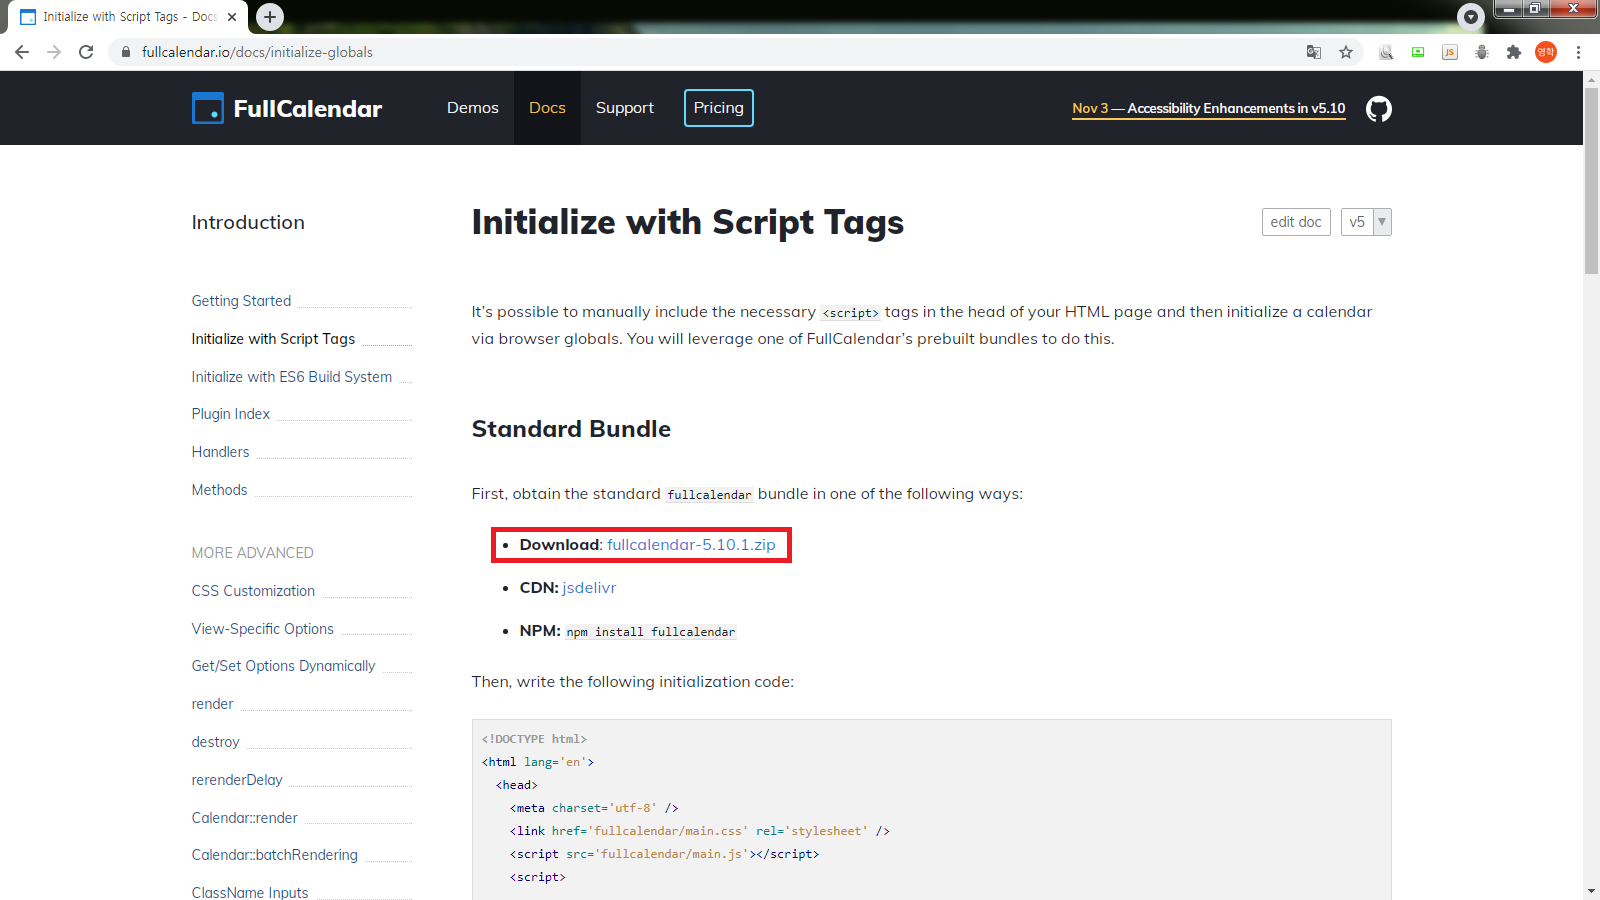 Initialize with Script Tags - Docs
fullcalendar.io/docs/initialize-globals
JS
영학
FullCalendar
Demos
Docs
Support
Pricing
Nov 3 — Accessibility Enhancements in v5.10
Introduction
Getting Started
Initialize with Script Tags
Initialize with ES6 Build System
Plugin Index
Handlers
Methods
MORE ADVANCED
CSS Customization
View-Specific Options
Get/Set Options Dynamically
render
destroy
rerenderDelay
Calendar::render
Calendar::batchRendering
ClassName Inputs
Initialize with Script Tags
edit doc
v5
It’s possible to manually include the necessary <script> tags in the head of your HTML page and then initialize a calendar
via browser globals. You will leverage one of FullCalendar’s prebuilt bundles to do this.
Standard Bundle
First, obtain the standard fullcalendar bundle in one of the following ways:
• Download: fullcalendar-5.10.1.zip
• CDN: jsdelivr
• NPM: npm install fullcalendar
Then, write the following initialization code:
<!DOCTYPE html>
<html lang='en'>
<head>
<meta charset='utf-8' />
<link href='fullcalendar/main.css' rel='stylesheet' />
<script src='fullcalendar/main.js'></script>
<script>